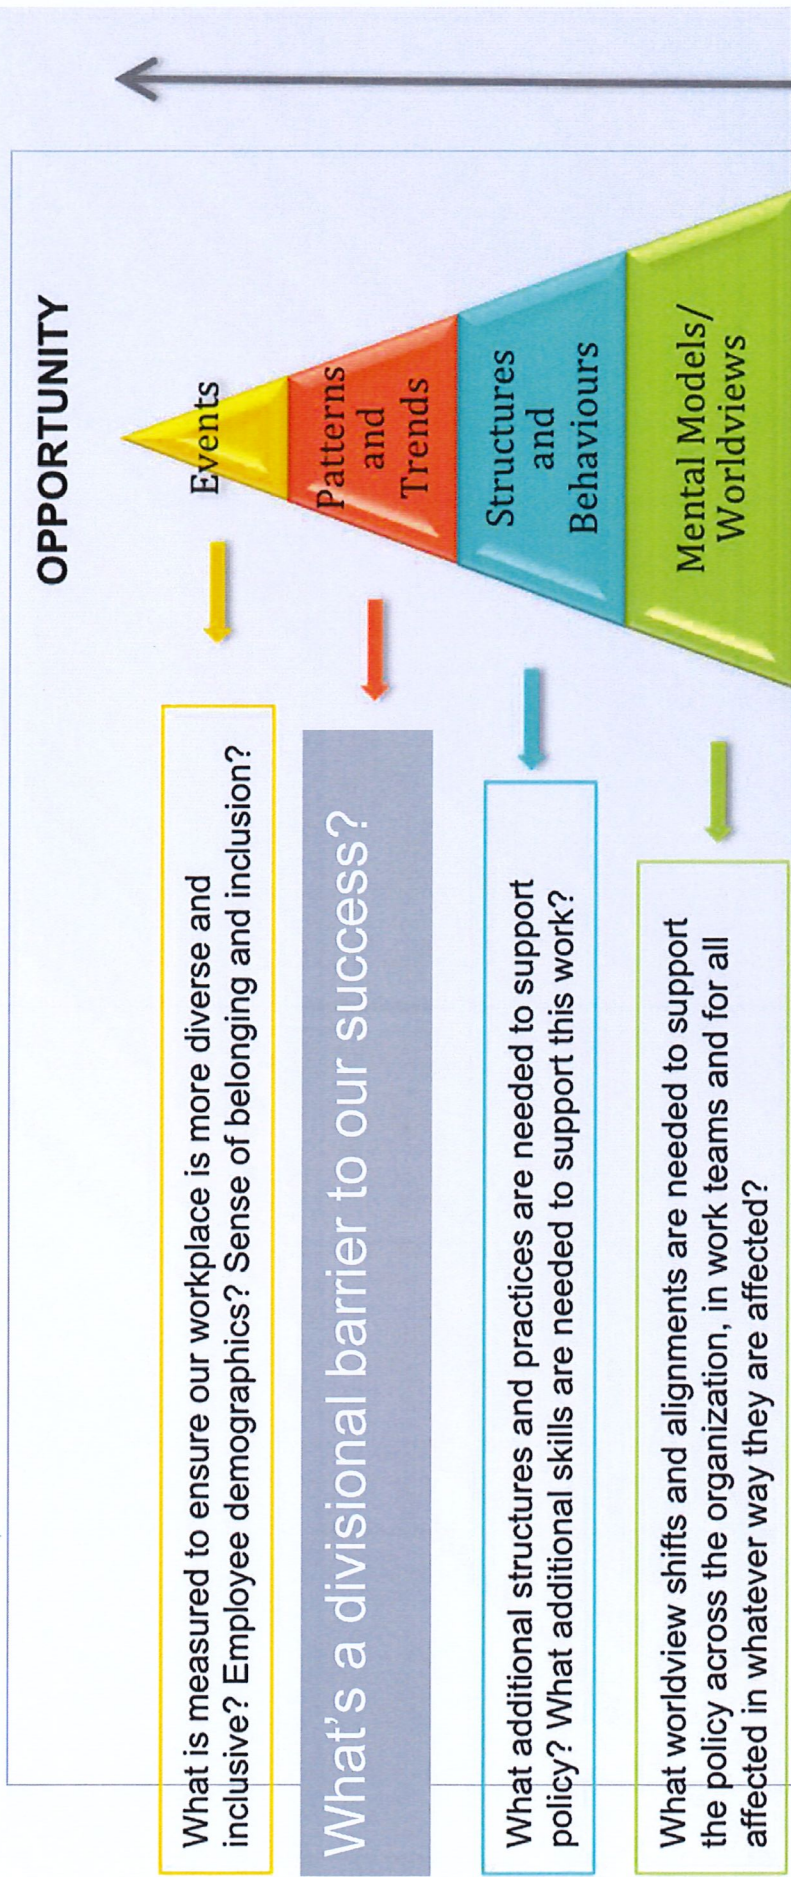 OPPORTUNITY
Events
What is measured to ensure our workplace is more diverse and
inclusive? Employee demographics? Sense of belonging and inclusion?
Patterns
and
Trends
What's a divisional barrier to our success?
Structures
and
Behaviours
What additional structures and practices are needed to support
policy? What additional skills are needed to support this work?
Mental Models/
Worldviews
What worldview shifts and alignments are needed to support
the policy across the organization, in work teams and for all
affected in whatever way they are affected?